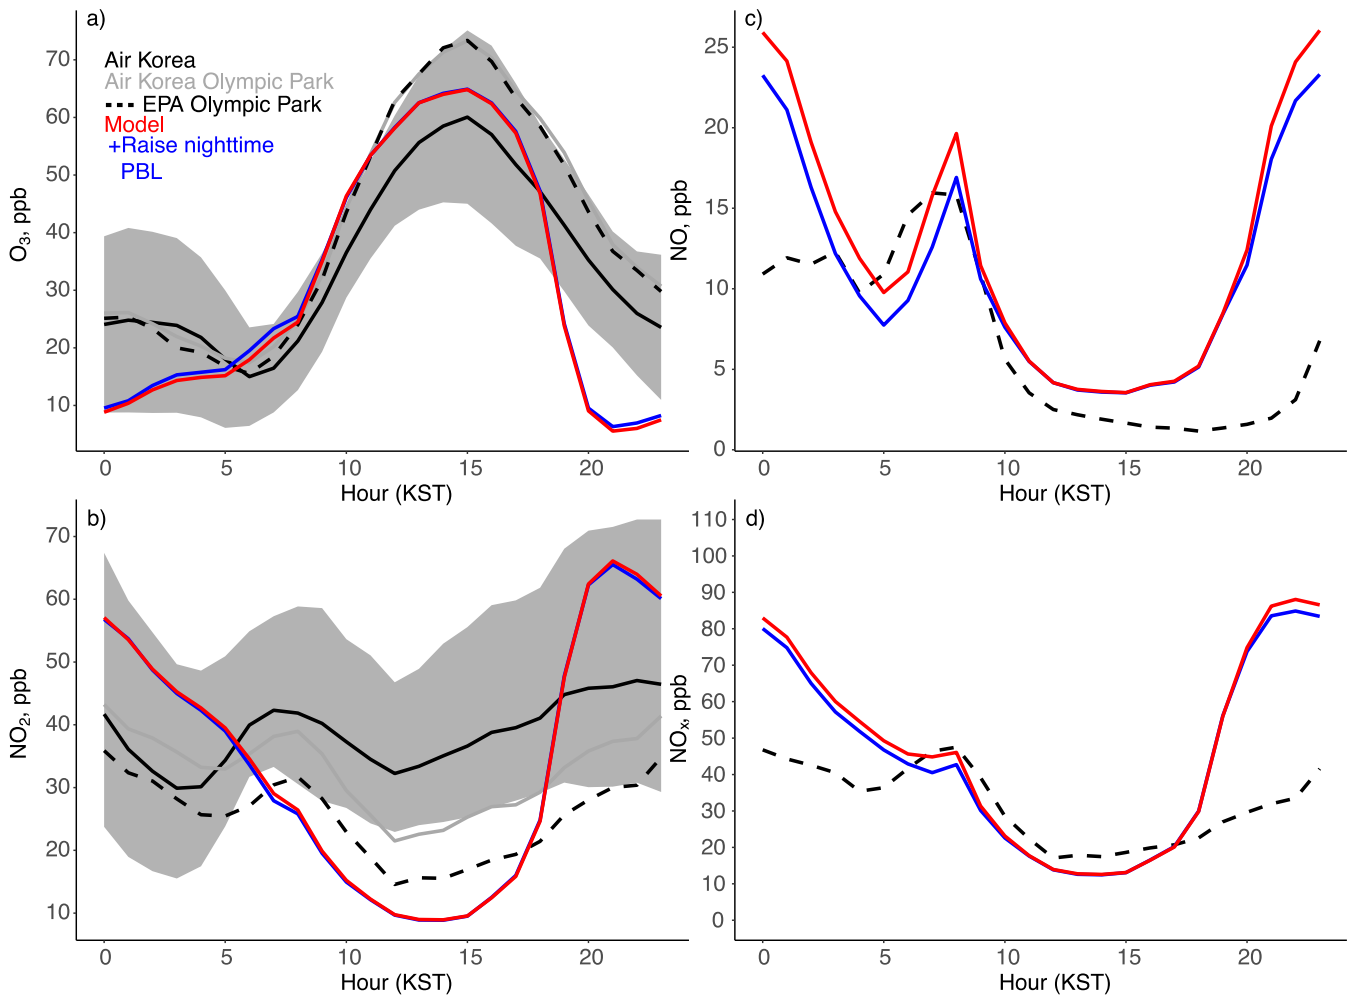 a)
Air Korea
Air Korea Olympic Park
EPA Olympic Park
Model
+Raise nighttime
PBL
70
60
50
40
30
20
10
O3, ppb
0 5 10 15 20
Hour (KST)
c)
25
20
15
10
5
0
NO, ppb
0 5 10 15 20
Hour (KST)
b)
70
60
50
40
30
20
10
NO2, ppb
0 5 10 15 20
Hour (KST)
d)
110
100
90
80
70
60
50
40
30
20
10
0
NOx, ppb
0 5 10 15 20
Hour (KST)